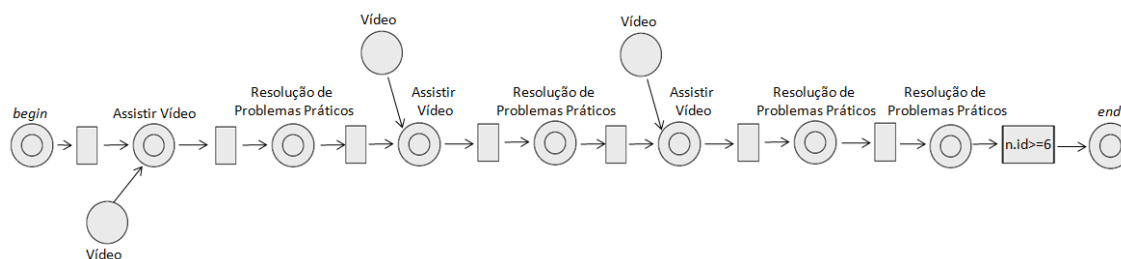 Vídeo
Vídeo
begin
Assistir Vídeo
Resolução de
Problemas Práticos
Assistir
Vídeo
Resolução de
Problemas Práticos
Assistir
Vídeo
Resolução de
Problemas Práticos
Resolução de
Problemas Práticos
n.id>=6
end
Vídeo